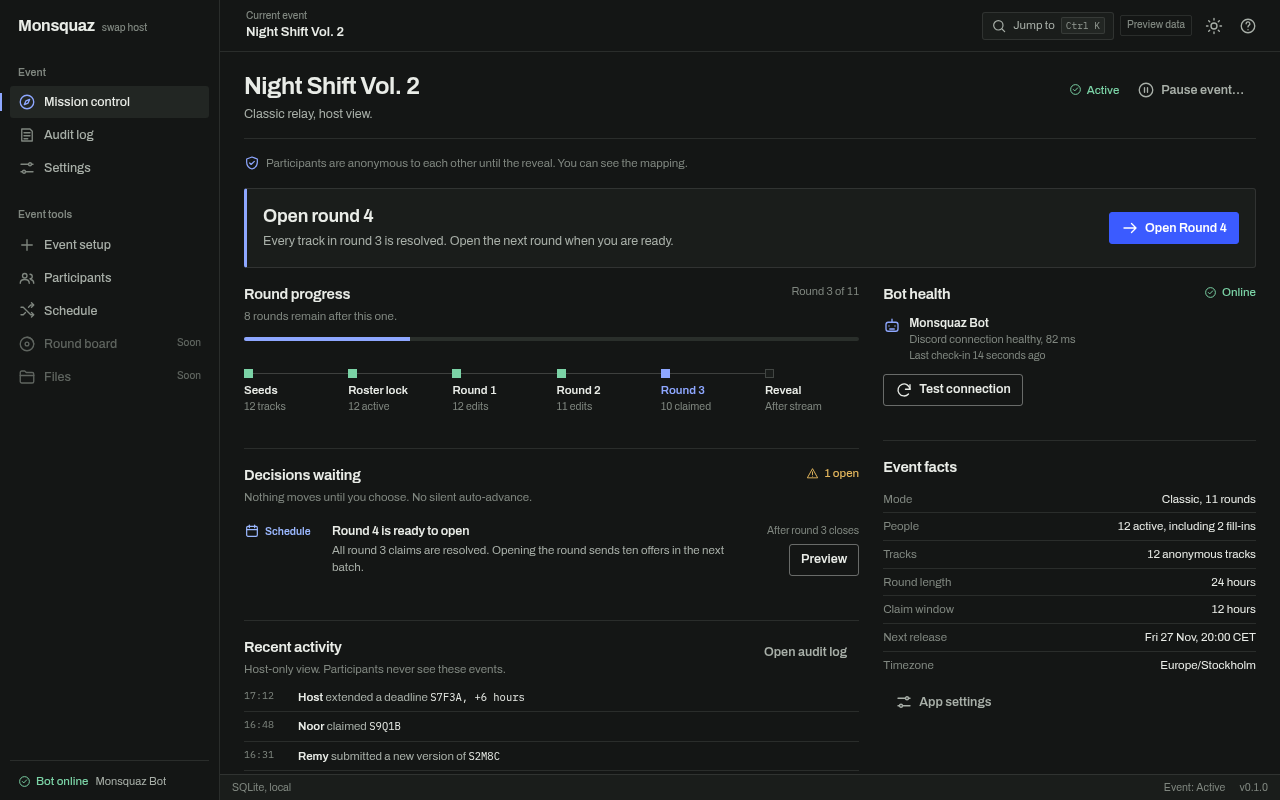 Monsquaz swap host
Event
Mission control
Audit log
Settings
Event tools
Event setup
Participants
Schedule
Round board Soon
Files Soon
Bot online Monsquaz Bot
Current event
Night Shift Vol. 2
Jump to Ctrl K
Preview data
Night Shift Vol. 2
Classic relay, host view.
Active
Pause event...
Participants are anonymous to each other until the reveal. You can see the mapping.
Open round 4
Every track in round 3 is resolved. Open the next round when you are ready.
Open Round 4
Round progress
Round 3 of 11
8 rounds remain after this one.
Seeds
12 tracks
Roster lock
12 active
Round 1
12 edits
Round 2
11 edits
Round 3
10 claimed
Reveal
After stream
Decisions waiting
1 open
Nothing moves until you choose. No silent auto-advance.
Schedule
Round 4 is ready to open
All round 3 claims are resolved. Opening the round sends ten offers in the next
batch.
After round 3 closes
Preview
Recent activity
Host-only view. Participants never see these events.
Open audit log
17:12 Host extended a deadline S7F3A, +6 hours
16:48 Noor claimed S9Q1B
16:31 Remy submitted a new version of S2M8C
Bot health
Online
Monsquaz Bot
Discord connection healthy, 82 ms
Last check-in 14 seconds ago
Test connection
Event facts
Mode Classic, 11 rounds
People 12 active, including 2 fill-ins
Tracks 12 anonymous tracks
Round length 24 hours
Claim window 12 hours
Next release Fri 27 Nov, 20:00 CET
Timezone Europe/Stockholm
App settings
SQLite, local
Event: Active v0.1.0